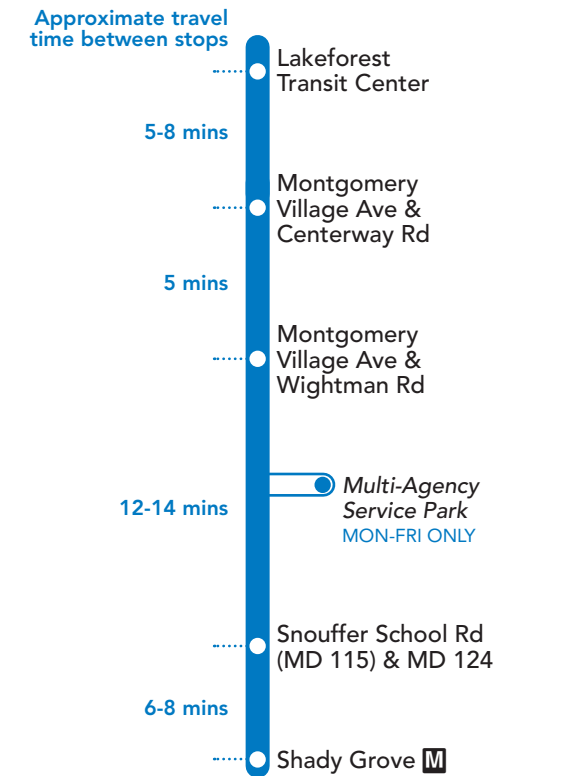 Approximate travel
time between stops
Lakeforest
Transit Center
5-8 mins
Montgomery
Village Ave &
Centerway Rd
5 mins
Montgomery
Village Ave &
Wightman Rd
Multi-Agency
Service Park
MON-FRI ONLY
12-14 mins
Snouffer School Rd
(MD 115) & MD 124
6-8 mins
Shady Grove M